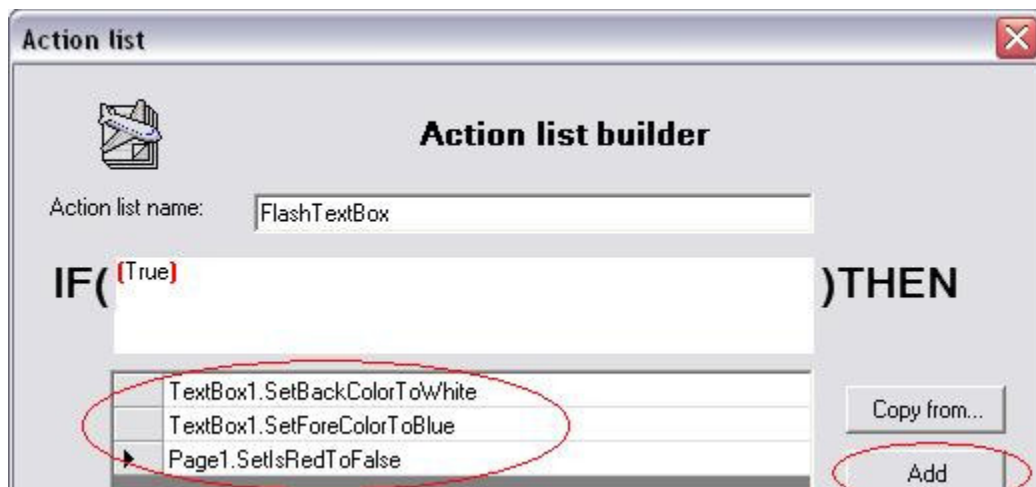 Action list
Action list builder
Action list name: FlashTextBox
IF( (True) )THEN
TextBox1.SetBackColorToWhite
TextBox1.SetForeColorToBlue
Page1.SetIsRedToFalse
Copy from...
Add